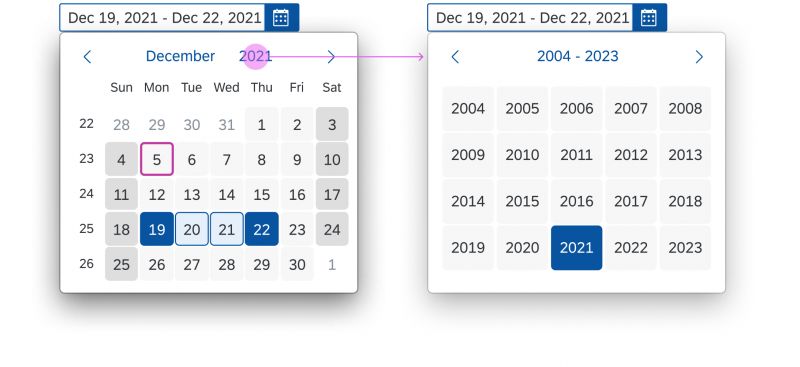 Dec 19, 2021 - Dec 22, 2021
December 2021
Sun Mon Tue Wed Thu Fri Sat
22 28 29 30 31 1 2 3
23 4 5 6 7 8 9 10
24 11 12 13 14 15 16 17
25 18 19 20 21 22 23 24
26 25 26 27 28 29 30 1
Dec 19, 2021 - Dec 22, 2021
2004 - 2023
2004 2005 2006 2007 2008
2009 2010 2011 2012 2013
2014 2015 2016 2017 2018
2019 2020 2021 2022 2023